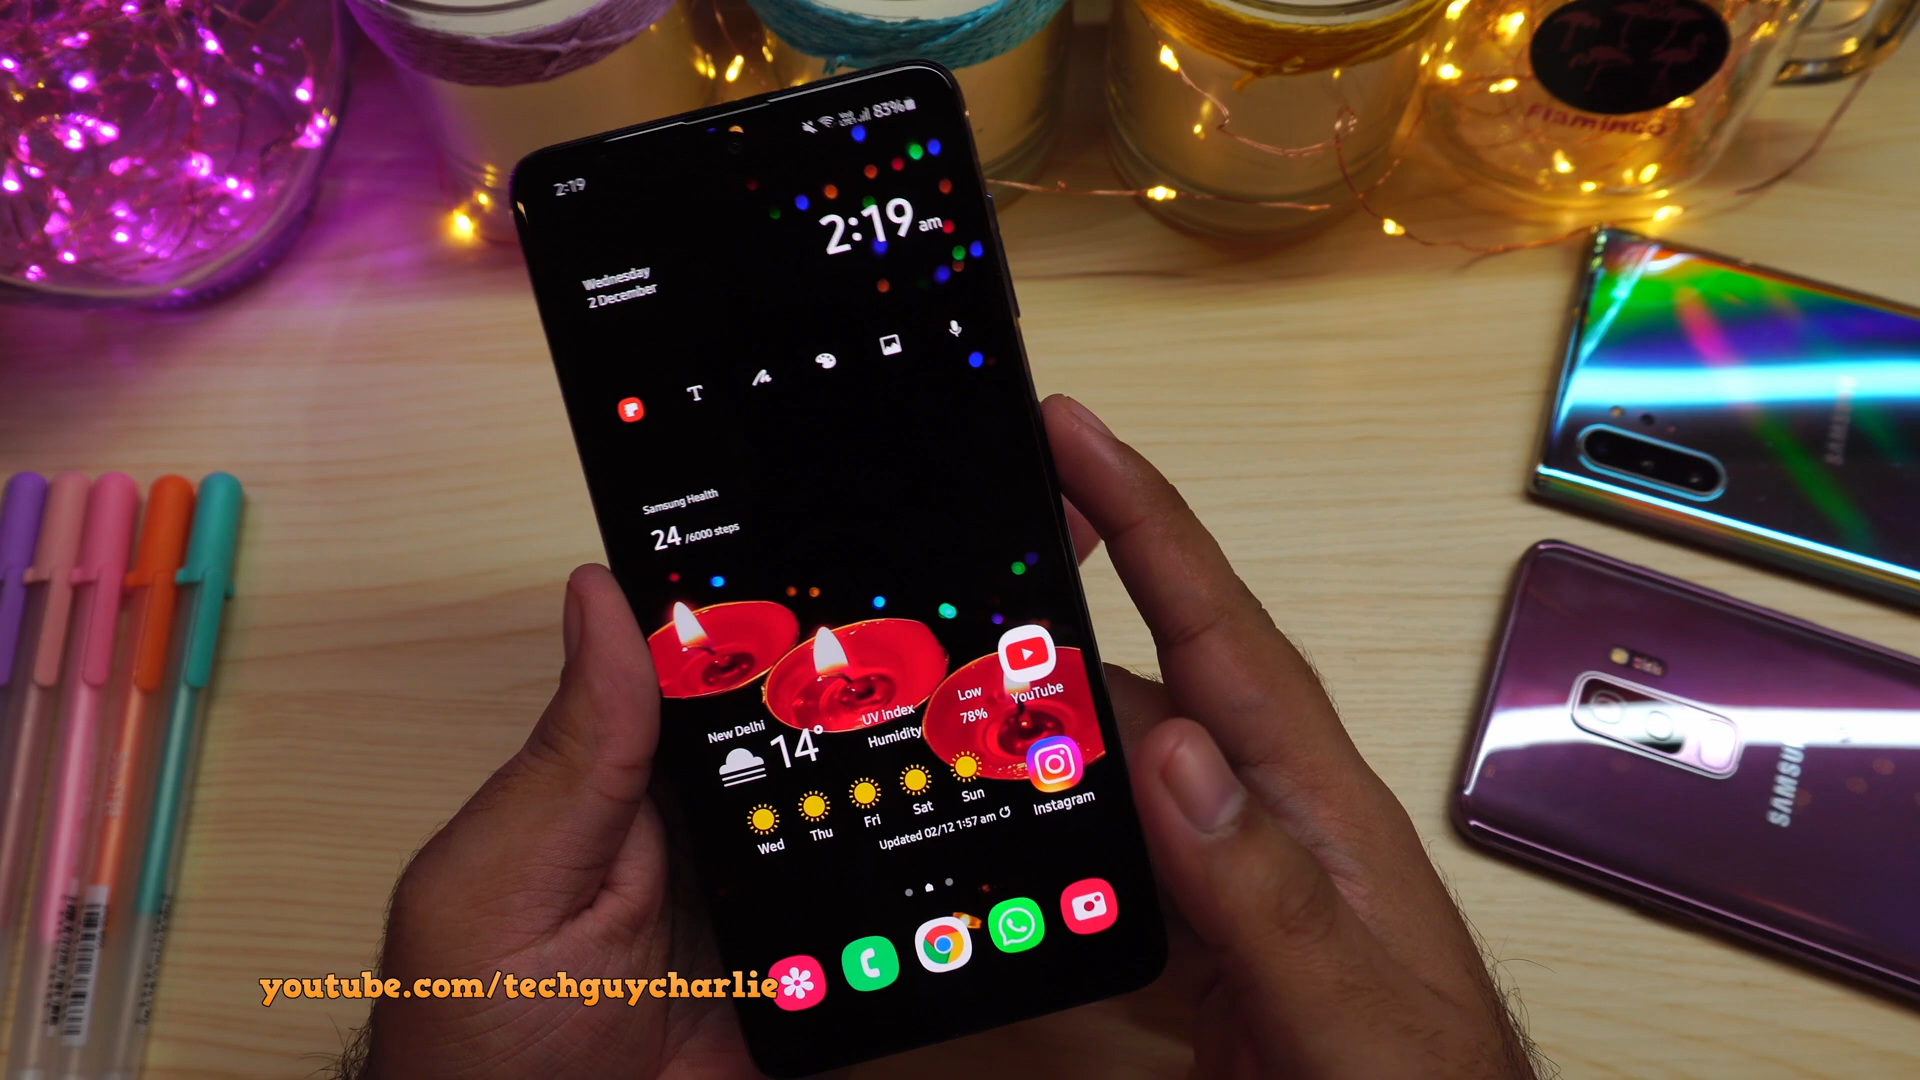 83%
2:19
2:19 am
Wednesday
2 December
T
Samsung Health
24 /6000 steps
YouTube
Low
78%
UV index
Humidity
New Delhi
14°
Instagram
Wed
Thu
Fri
Sat
Sun
Updated 02/12 1:57 am
youtube.com/techguycharlie
Flamingo
SAMSUNG
SAMSU